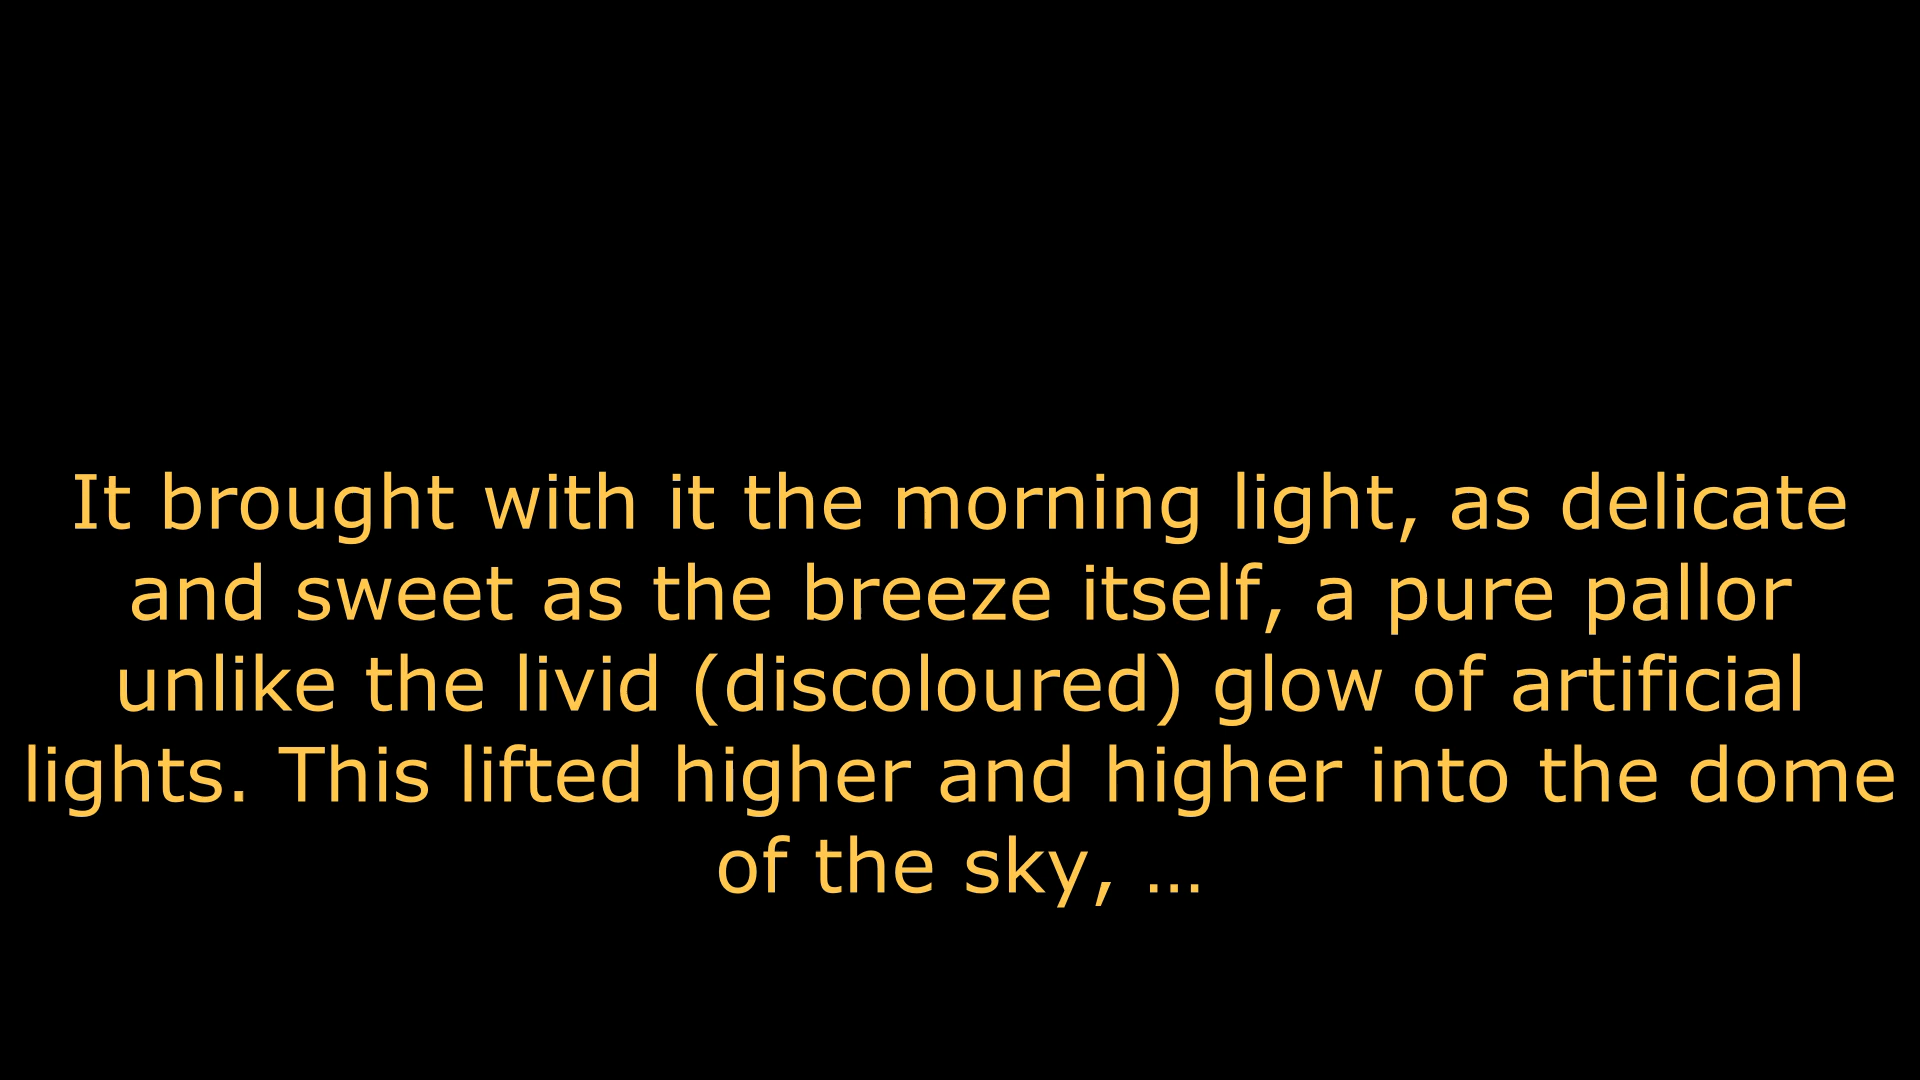 It brought with it the morning light, as delicate
and sweet as the breeze itself, a pure pallor
unlike the livid (discoloured) glow of artificial
lights. This lifted higher and higher into the dome
of the sky, ...